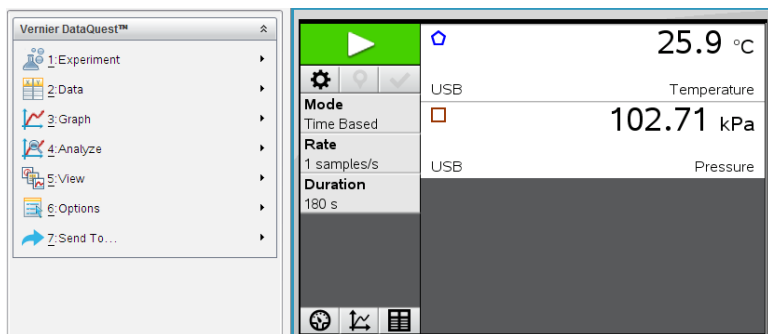 Vernier DataQuest™
1:Experiment
2:Data
3:Graph
4:Analyze
5:View
6:Options
7:Send To...
Mode
Time Based
Rate
1 samples/s
Duration
180 s
25.9 °C
USB Temperature
102.71 kPa
USB Pressure